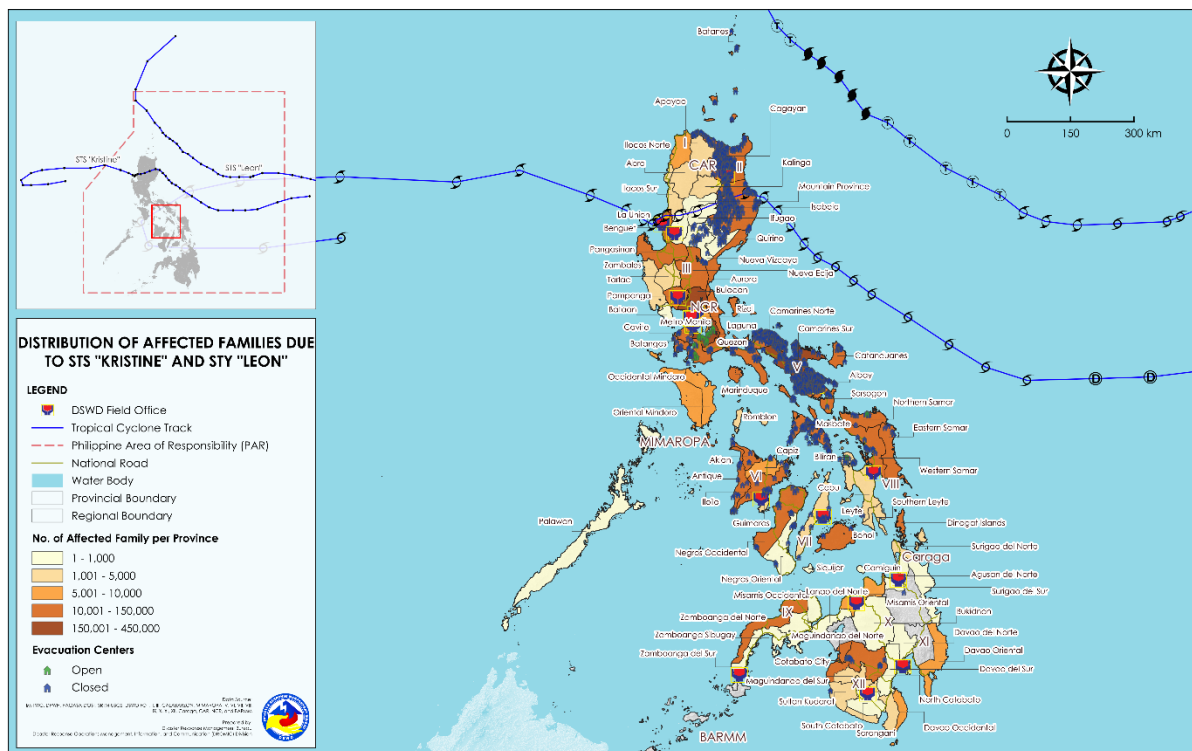 STS "Kristine"
STS "Leon"
DISTRIBUTION OF AFFECTED FAMILIES DUE
TO STS "KRISTINE" AND STY "LEON"
LEGEND
DSWD Field Office
Tropical Cyclone Track
Philippine Area of Responsibility (PAR)
National Road
Water Body
Provincial Boundary
Regional Boundary
No. of Affected Family per Province
1 - 1,000
1,001 - 5,000
5,001 - 10,000
10,001 - 150,000
150,001 - 450,000
Evacuation Centers
Open
Closed
0 150 300 km
Batanes
Apayao
Cagayan
I
Ilocos Norte
CAR
II
Kalinga
Abra
Ilocos Sur
Mountain Province
Isabela
La Union
Ifugao
Benguet
Quirino
Pangasinan
Nueva Vizcaya
Zambales
III
Nueva Ecija
Tarlac
Aurora
Pampanga
Bulacan
Bataan
NCR
Rizal
Metro Manila
Camarines Norte
Cavite
Laguna
Camarines Sur
Batangas
Quezon
Catanduanes
V
Occidental Mindoro
Marinduque
Albay
Sorsogon
Oriental Mindoro
Romblon
Northern Samar
Masbate
Eastern Samar
MIMAROPA
Biliran
Aklan
Capiz
Western Samar
Antique
VI
VIII
Cebu
Southern Leyte
Iloilo
Leyte
Palawan
Guimaras
Dinagat Islands
VII
Bohol
Negros Occidental
Surigao del Norte
Caraga
Siquijor
Camiguin
Agusan del Norte
Negros Oriental
Surigao del Sur
Misamis Occidental
Lanao del Norte
Misamis Oriental
Zamboanga del Norte
IX
Bukidnon
X
Zamboanga Sibugay
Maguindanao del Norte
Davao del Norte
XI
Zamboanga del Sur
Cotabato City
Davao Oriental
Davao del Sur
Maguindanao del Sur
XII
Sultan Kudarat
North Cotabato
South Cotabato
Davao Occidental
Sarangani
BARMM